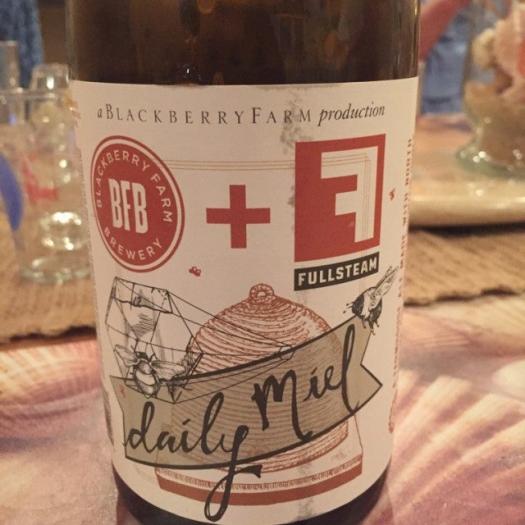 a BLACKBERRY FARM production
BLACKBERRY FARM
BFB
BREWERY
+
F
FULLSTEAM
daily Miel